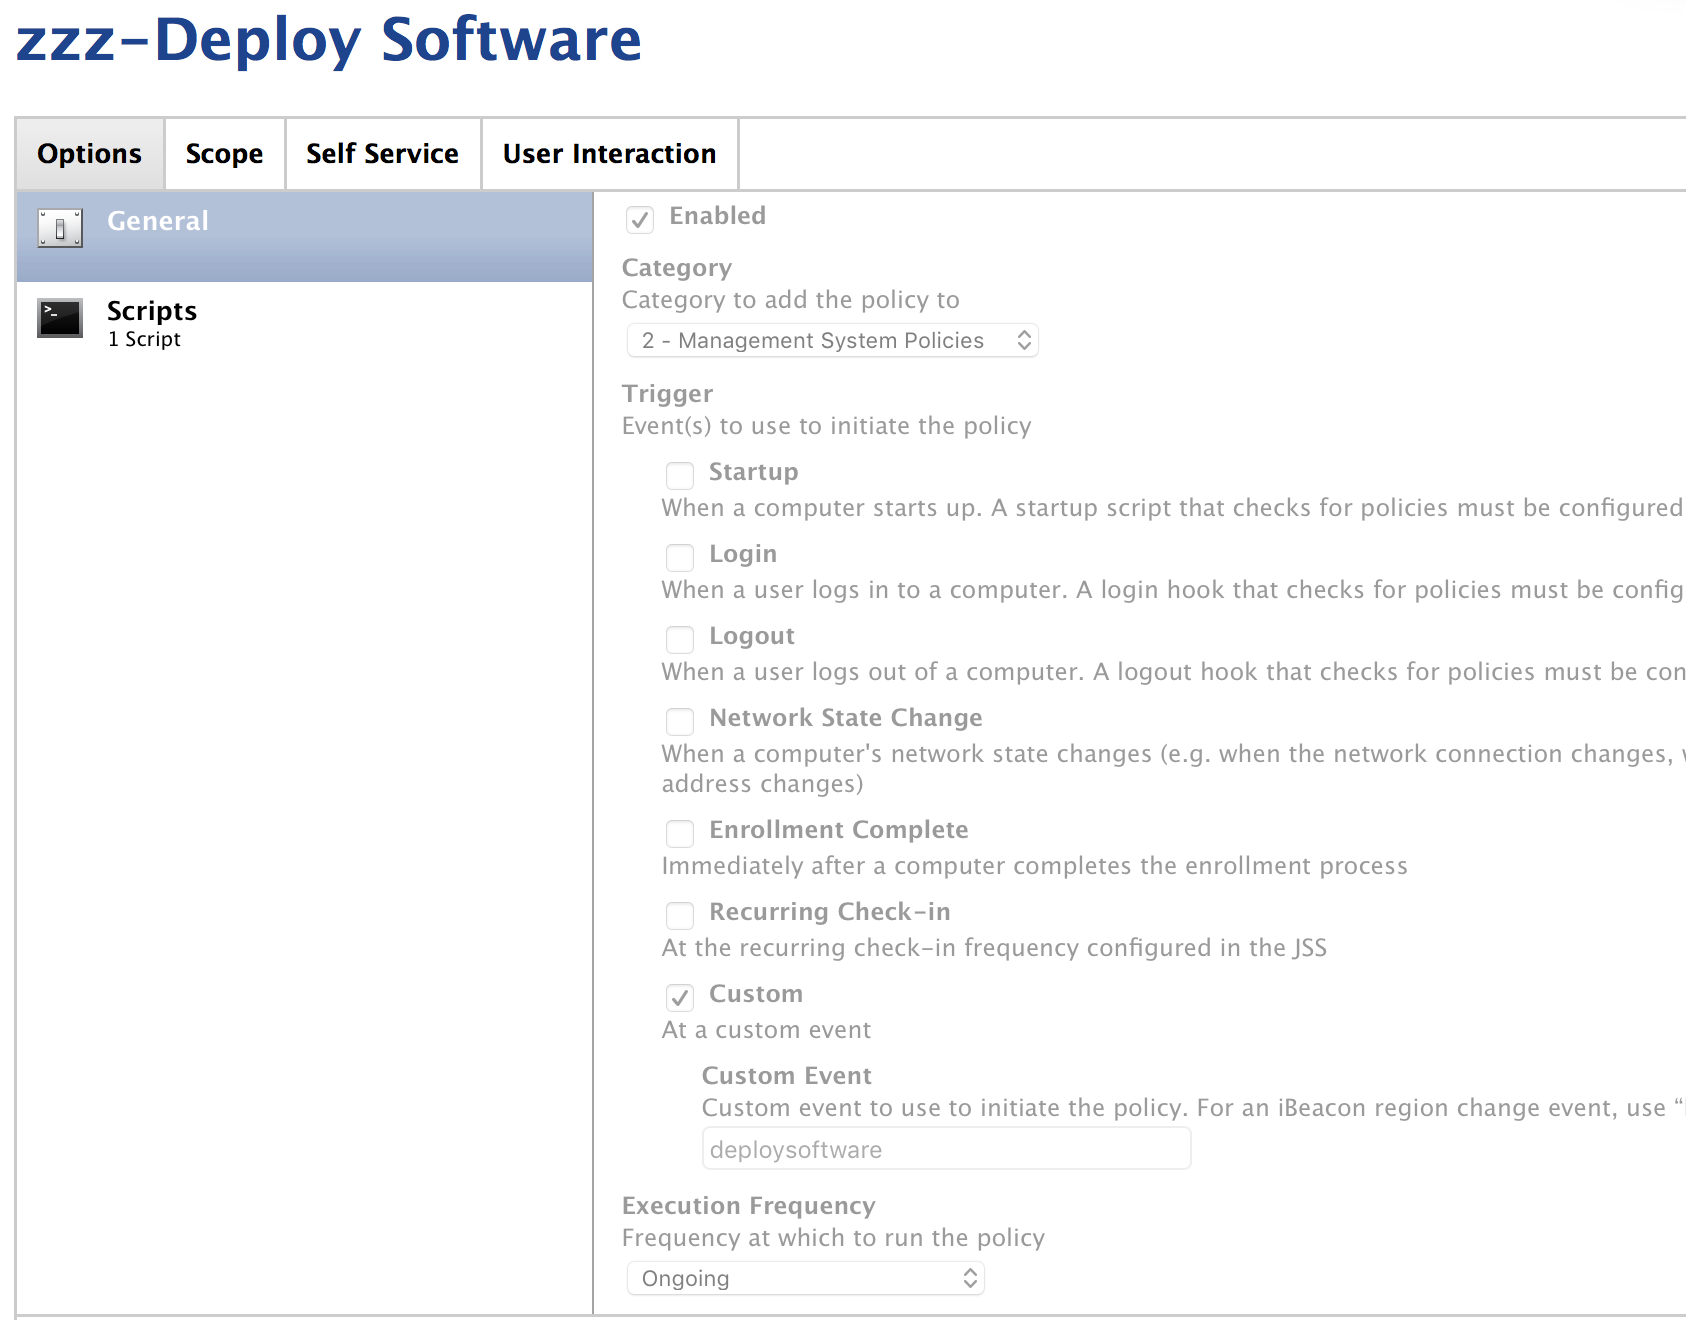 zzz-Deploy Software
Options
Scope
Self Service
User Interaction
General
Scripts
1 Script
Enabled
Category
Category to add the policy to
2 - Management System Policies
Trigger
Event(s) to use to initiate the policy
Startup
When a computer starts up. A startup script that checks for policies must be configured
Login
When a user logs in to a computer. A login hook that checks for policies must be config
Logout
When a user logs out of a computer. A logout hook that checks for policies must be con
Network State Change
When a computer's network state changes (e.g. when the network connection changes,
address changes)
Enrollment Complete
Immediately after a computer completes the enrollment process
Recurring Check-in
At the recurring check-in frequency configured in the JSS
Custom
At a custom event
Custom Event
Custom event to use to initiate the policy. For an iBeacon region change event, use “
deploysoftware
Execution Frequency
Frequency at which to run the policy
Ongoing